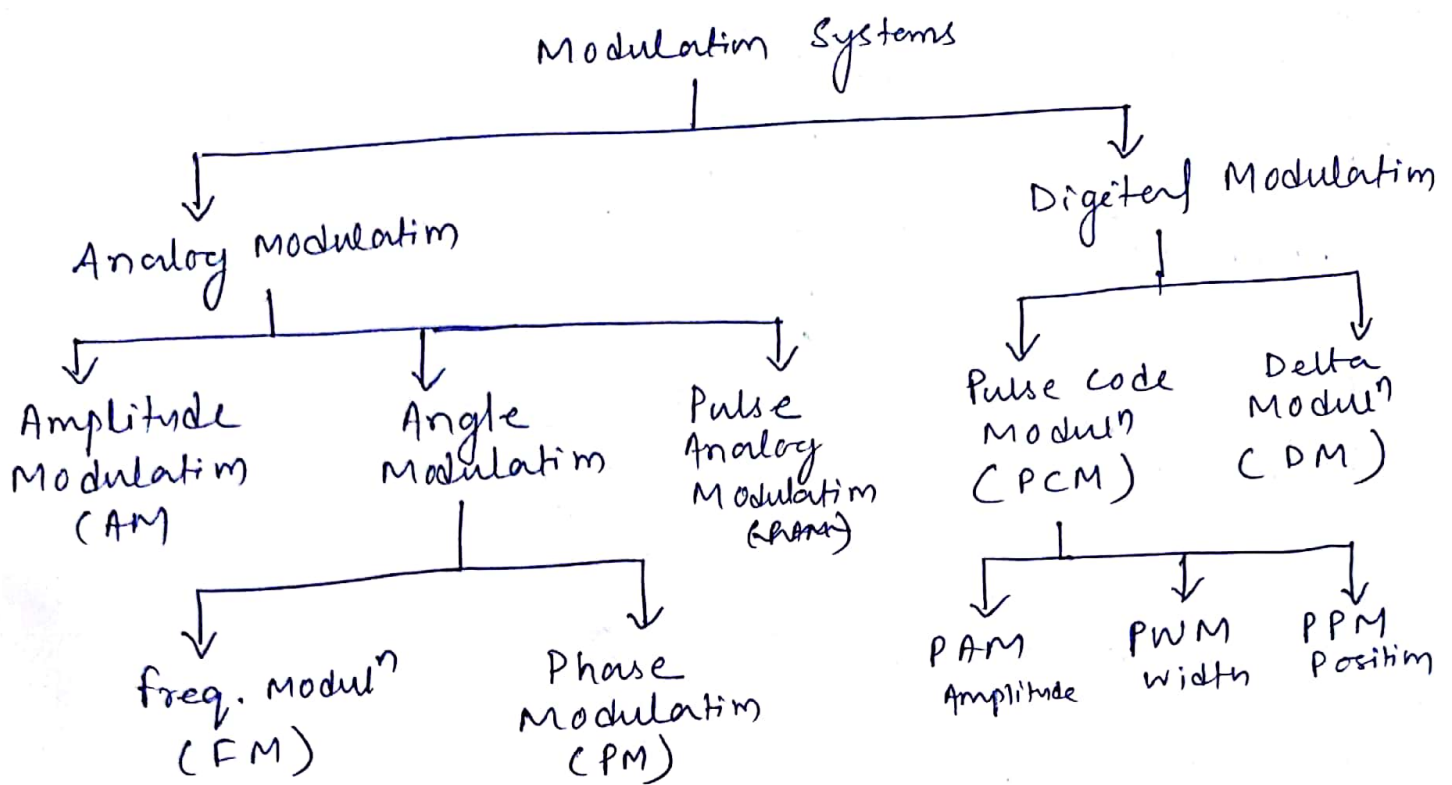 Modulation Systems
Analog Modulation
Digital Modulation
Amplitude
Modulation
(AM
Angle
Modulation
Pulse
Analog
Modulation
Pulse Code
Moduln
(PCM)
Delta
Moduln
(DM)
freq. Moduln
(FM)
Phase
Modulation
(PM)
PAM
Amplitude
PWM
Width
PPM
Position